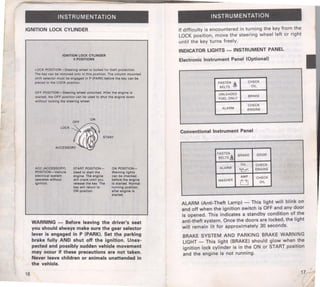 INSTRUMENTATION
IGNITION LOCK CYLINDER
IGNITION LOCK CYLINDER
5 POSITIONS
LOCK POSITION—Steering wheel is locked for theft protection.
The key can be removed only in this position. The column mounted
shift selector must be engaged in P (PARK) before the key can be
placed in the LOCK position.
OFF POSITION—Steering wheel unlocked. After the engine is
started, the OFF position can be used to shut the engine down
without locking the steering wheel.
OFF
ON
LOCK
START
ACCESSORY
ACC (ACCESSORY)
POSITION—Vehicle
electrical system
operable without
ignition.
START POSITION—
Used to start the
engine. The engine
will crank until you
release the key. The
key will return to
ON position.
ON POSITION—
Warning lights
can be checked
before the engine
is started. Normal
running position
after engine is
started.
WARNING — Before leaving the driver's seat
you should always make sure the gear selector
lever is engaged in P (PARK). Set the parking
brake fully AND shut off the ignition. Unex-
pected and possibly sudden vehicle movement
may occur if these precautions are not taken.
Never leave children or animals unattended in
the vehicle.
16
INSTRUMENTATION
If difficulty is encountered in turning the key from the
LOCK position, move the steering wheel left or right
until the key turns freely.
INDICATOR LIGHTS — INSTRUMENT PANEL
Electronic Instrument Panel (Optional)
FASTEN
BELTS
CHECK
OIL
UNLEADED
FUEL ONLY
BRAKE
ALARM
CHECK
ENGINE
Conventional Instrument Panel
FASTEN
BELTS
BRAKE
DOOR
ALARM
OIL
CHECK
ENGINE
WASHER
AMP
CHECK
OIL
ALARM (Anti-Theft Lamp) — This light will blink on
and off when the ignition switch is OFF and any door
is opened. This indicates a standby condition of the
anti-theft system. Once the doors are locked, the light
will remain lit for approximately 30 seconds.
BRAKE SYSTEM AND PARKING BRAKE WARNING
LIGHT — This light (BRAKE) should glow when the
ignition lock cylinder is in the ON or START position
and the engine is not running.
17